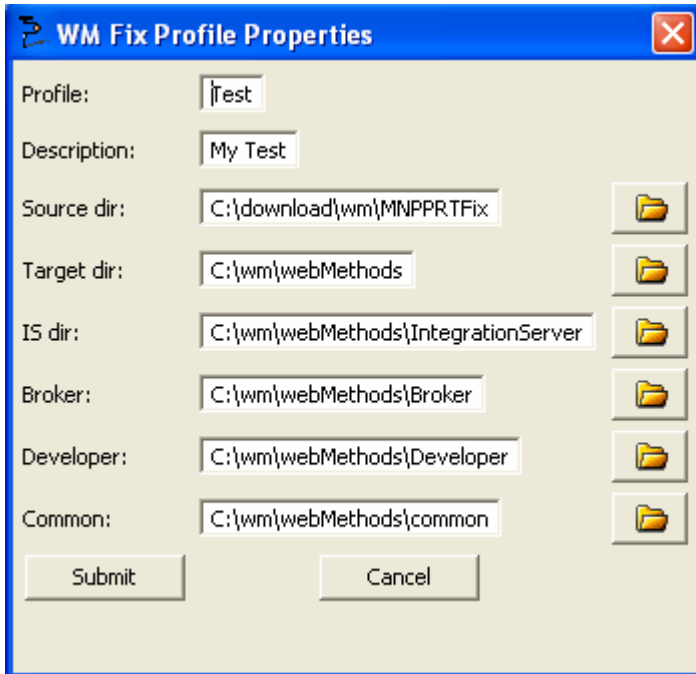 WM Fix Profile Properties
Profile: Test
Description: My Test
Source dir: C:\download\wm\MNPPRTFix
Target dir: C:\wm\webMethods
IS dir: C:\wm\webMethods\IntegrationServer
Broker: C:\wm\webMethods\Broker
Developer: C:\wm\webMethods\Developer
Common: C:\wm\webMethods\common
Submit Cancel